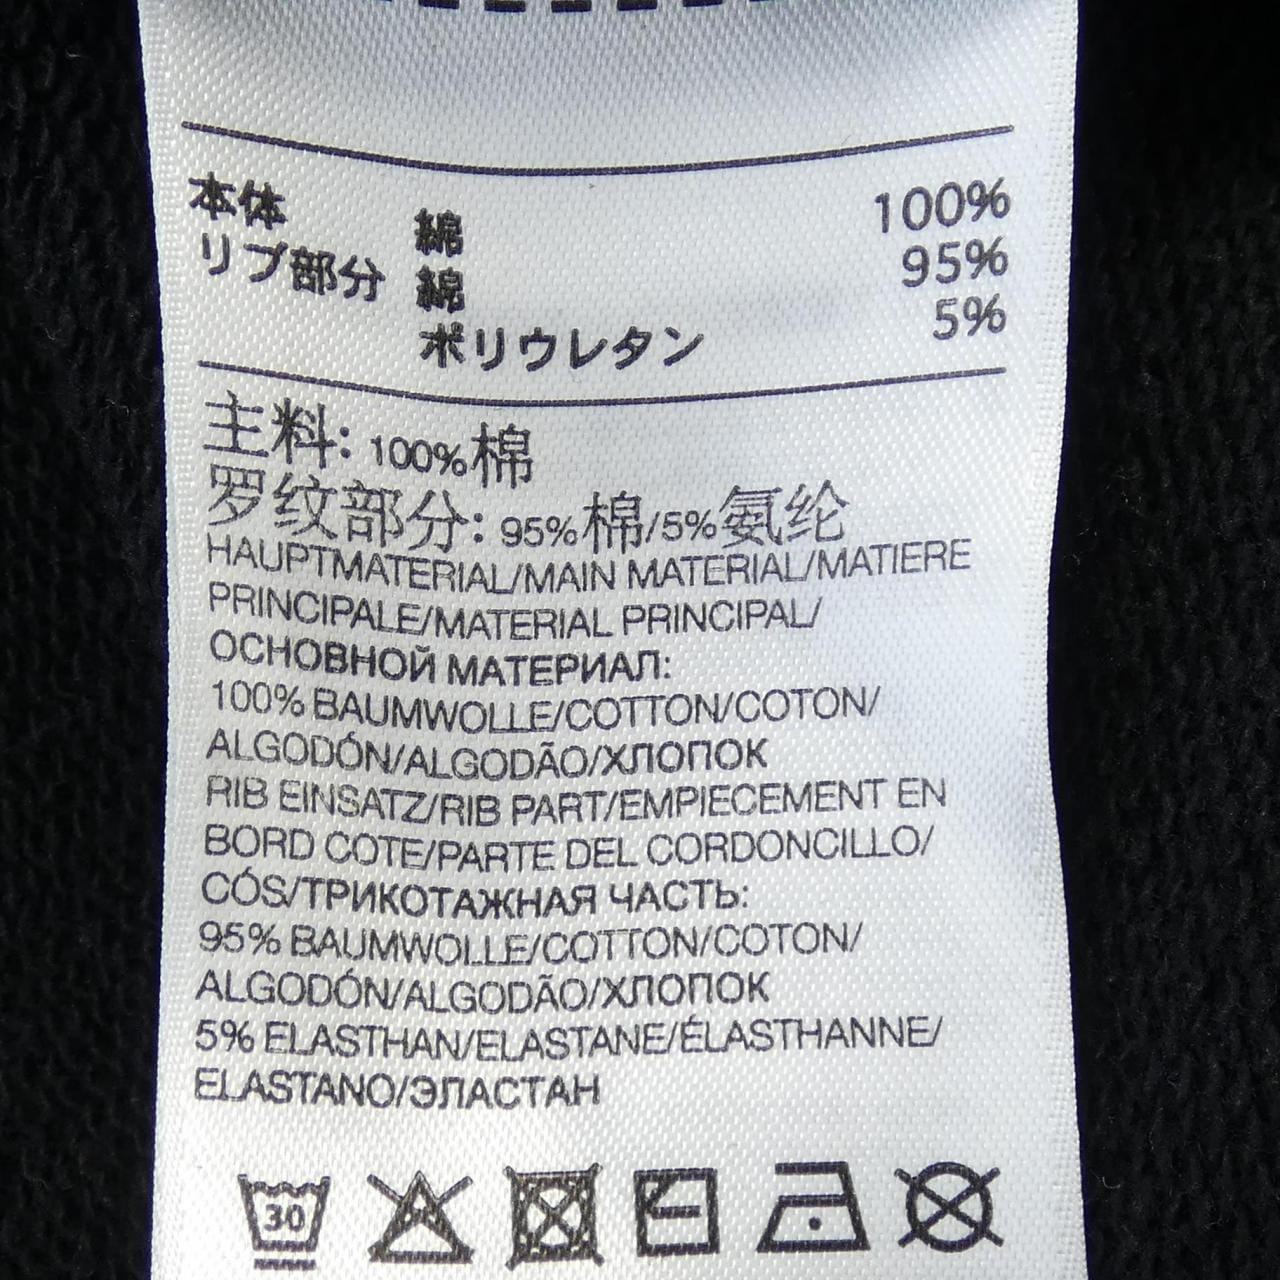 本体 綿 100%
リブ部分 綿 95%
ポリウレタン 5%
主料: 100%棉
罗纹部分: 95%棉/5%氨纶
HAUPTMATERIAL/MAIN MATERIAL/MATIERE
PRINCIPALE/MATERIAL PRINCIPAL/
ОСНОВНОЙ МАТЕРИАЛ:
100% BAUMWOLLE/COTTON/COTON/
ALGODÓN/ALGODÃO/ХЛОПОК
RIB EINSATZ/RIB PART/EMPIECEMENT EN
BORD COTE/PARTE DEL CORDONCILLO/
CÓS/ТРИКОТАЖНАЯ ЧАСТЬ:
95% BAUMWOLLE/COTTON/COTON/
ALGODÓN/ALGODÃO/ХЛОПОК
5% ELASTHAN/ELASTANE/ÉLASTHANNE/
ELASTANO/ЭЛАСТАН
30